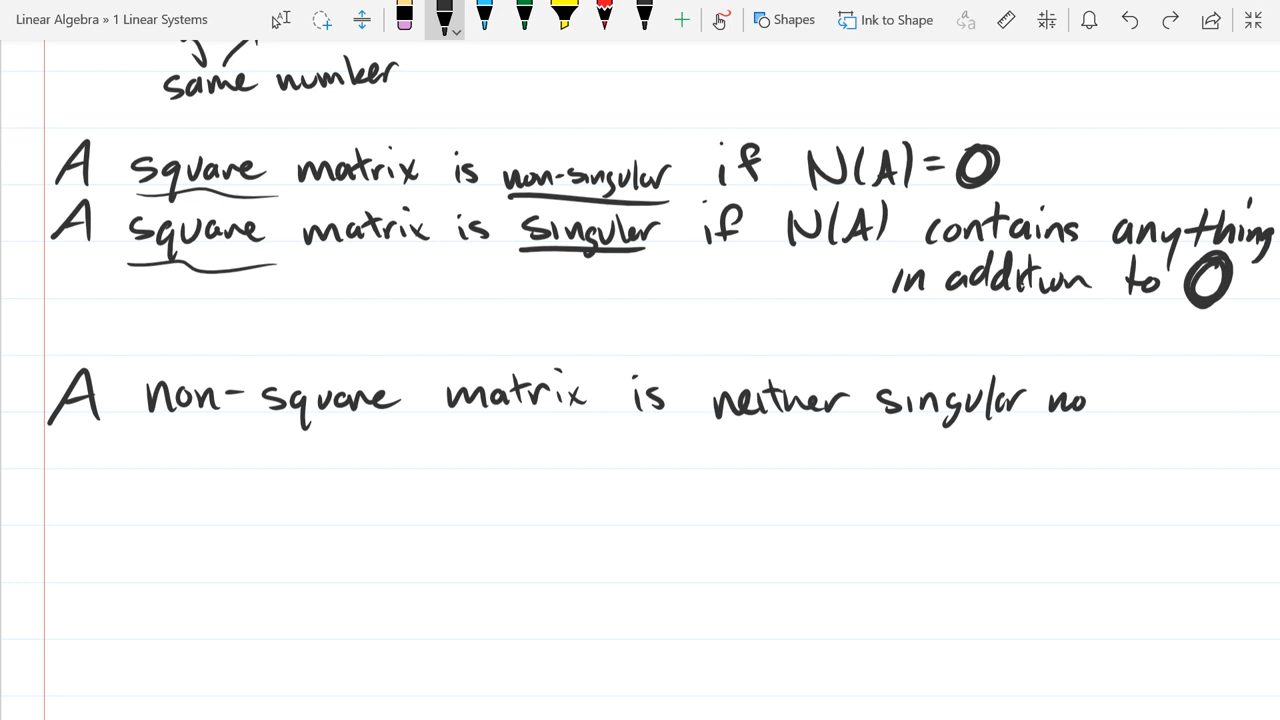 Linear Algebra » 1 Linear Systems
Shapes
Ink to Shape
same number
A square matrix is non-singular if N(A)=0
A square matrix is singular if N(A) contains anything
in addition to 0
A non-square matrix is neither singular no